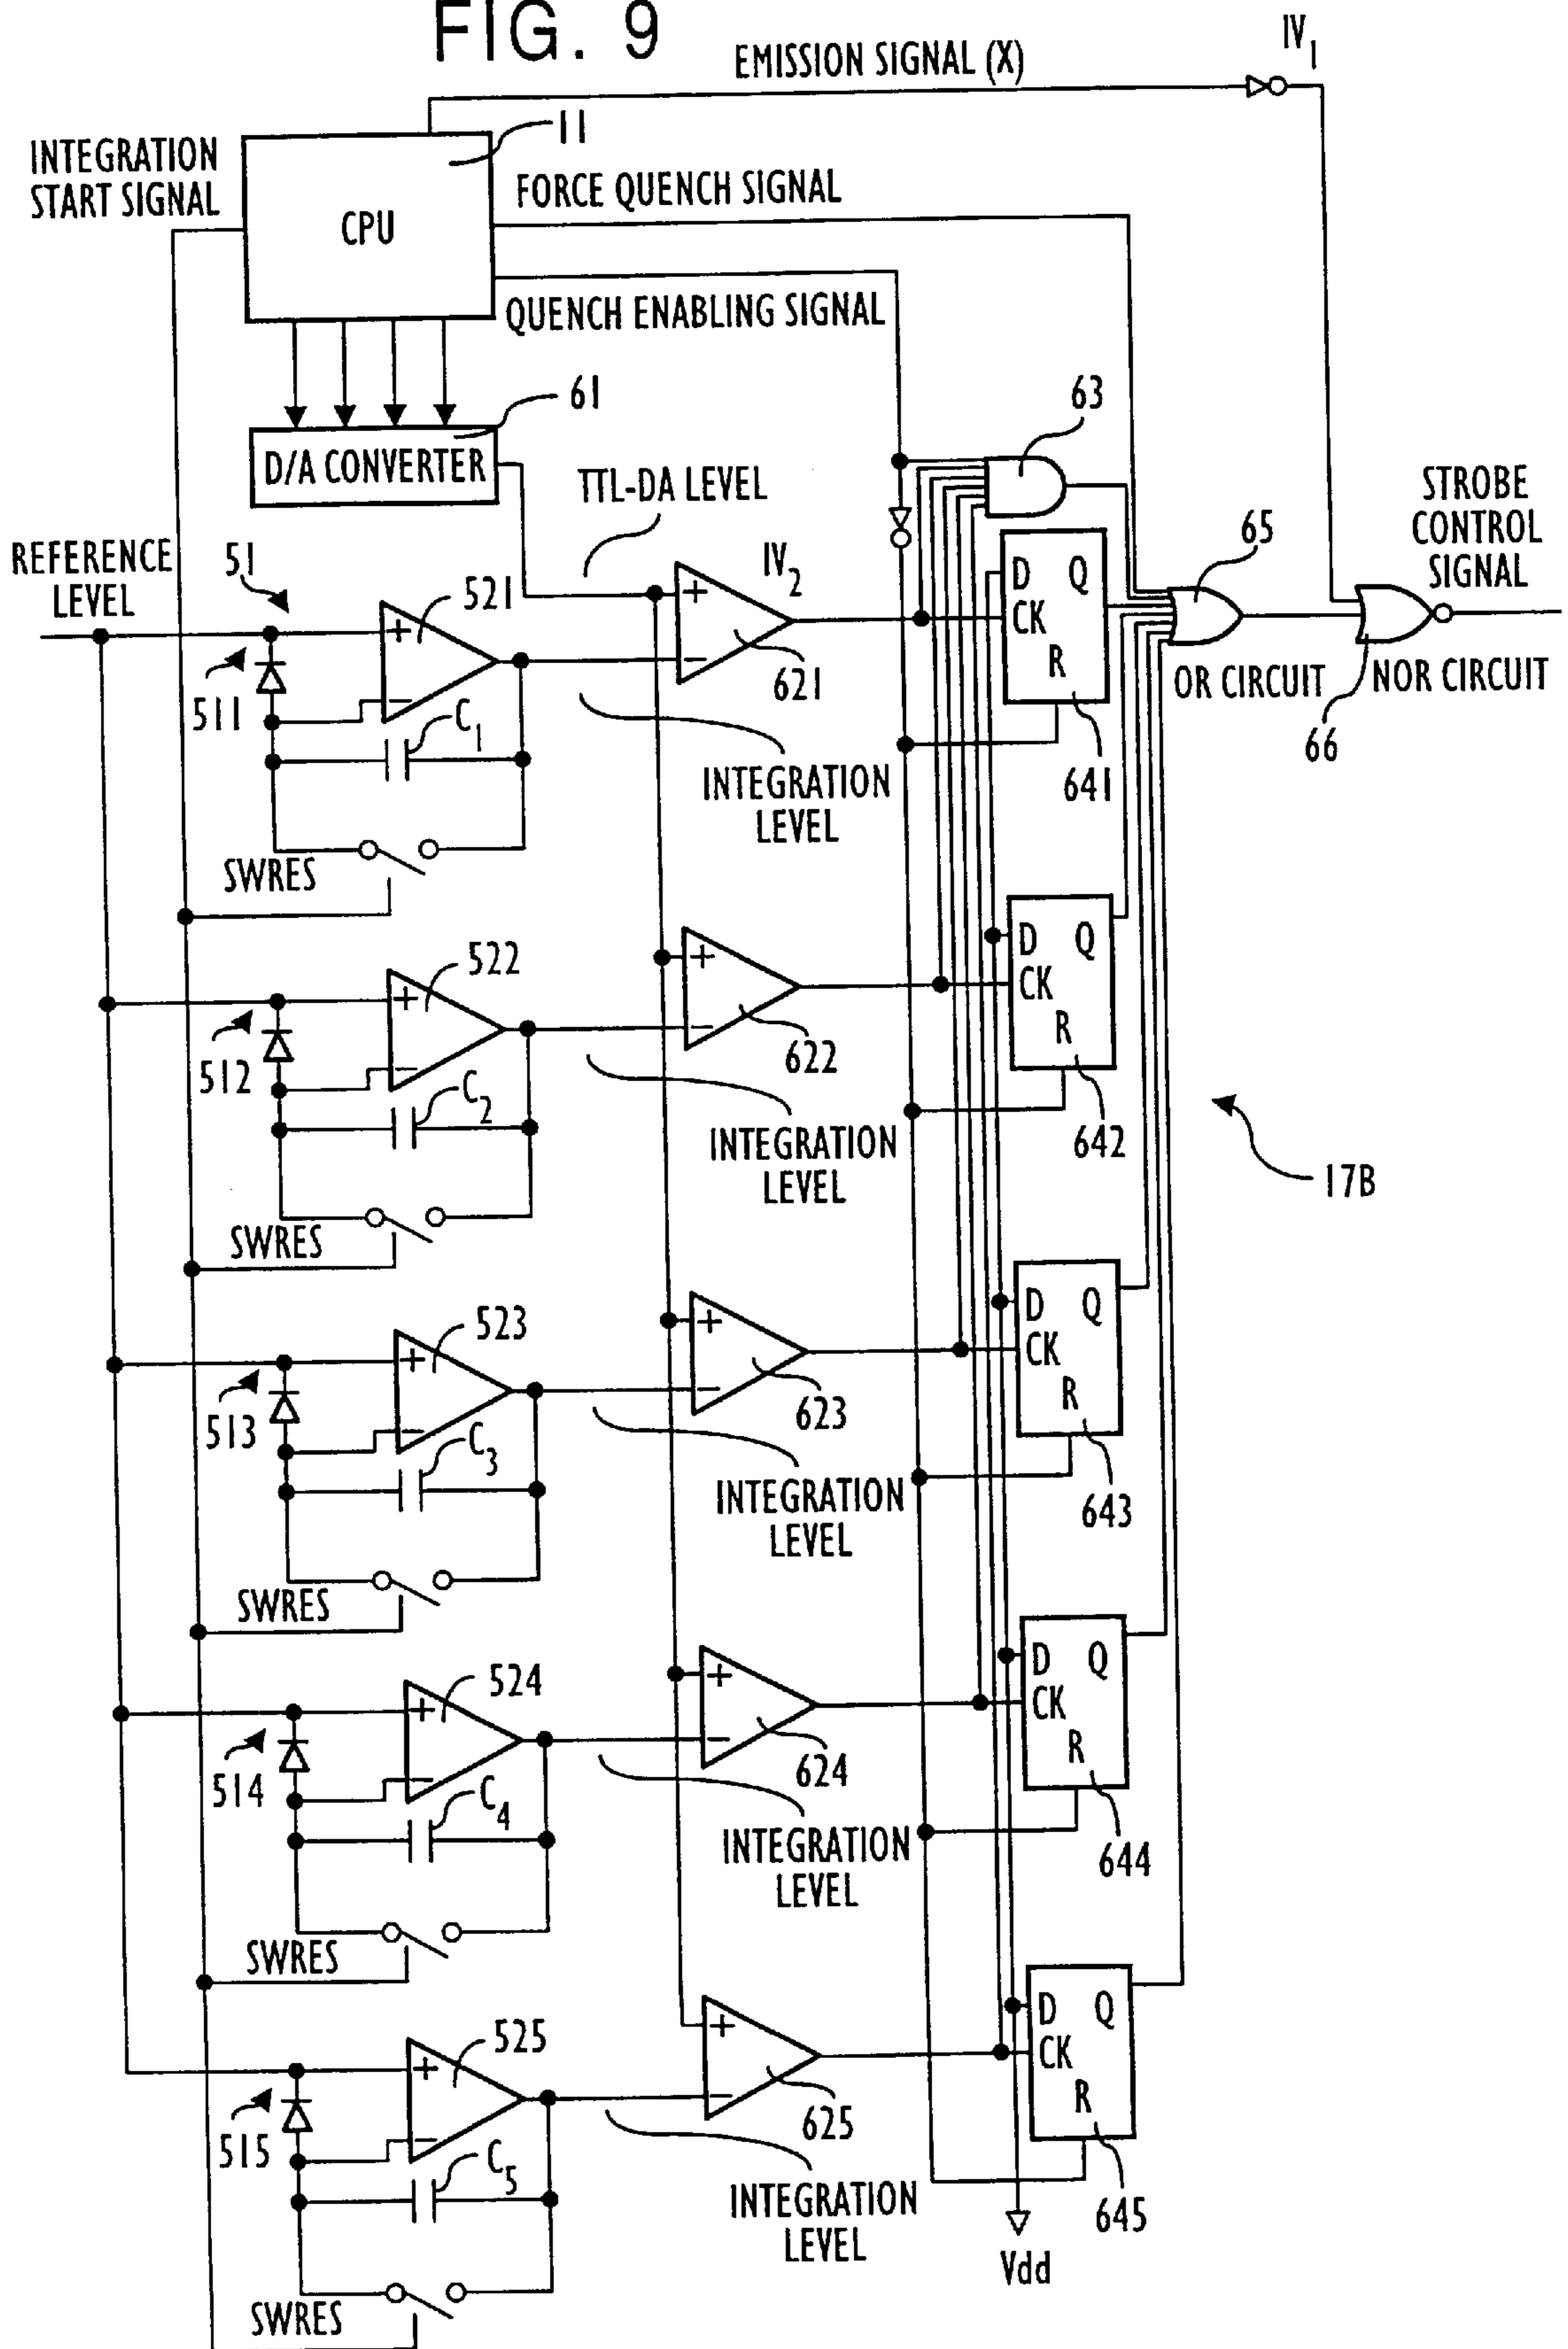 FIG. 9
EMISSION SIGNAL (X)
IV1
11
INTEGRATION
START SIGNAL
CPU
FORCE QUENCH SIGNAL
QUENCH ENABLING SIGNAL
61
D/A CONVERTER
TTL-DA LEVEL
63
STROBE
CONTROL
SIGNAL
65
REFERENCE
LEVEL
51
521
IV2
D Q
CK
R
511
C1
621
OR CIRCUIT
NOR CIRCUIT
66
641
INTEGRATION
LEVEL
SWRES
522
D Q
CK
R
512
C2
622
642
INTEGRATION
LEVEL
17B
SWRES
523
D Q
CK
R
513
C3
623
643
INTEGRATION
LEVEL
SWRES
524
D Q
CK
R
514
C4
624
644
INTEGRATION
LEVEL
SWRES
525
D Q
CK
R
515
C5
625
645
INTEGRATION
LEVEL
Vdd
SWRES